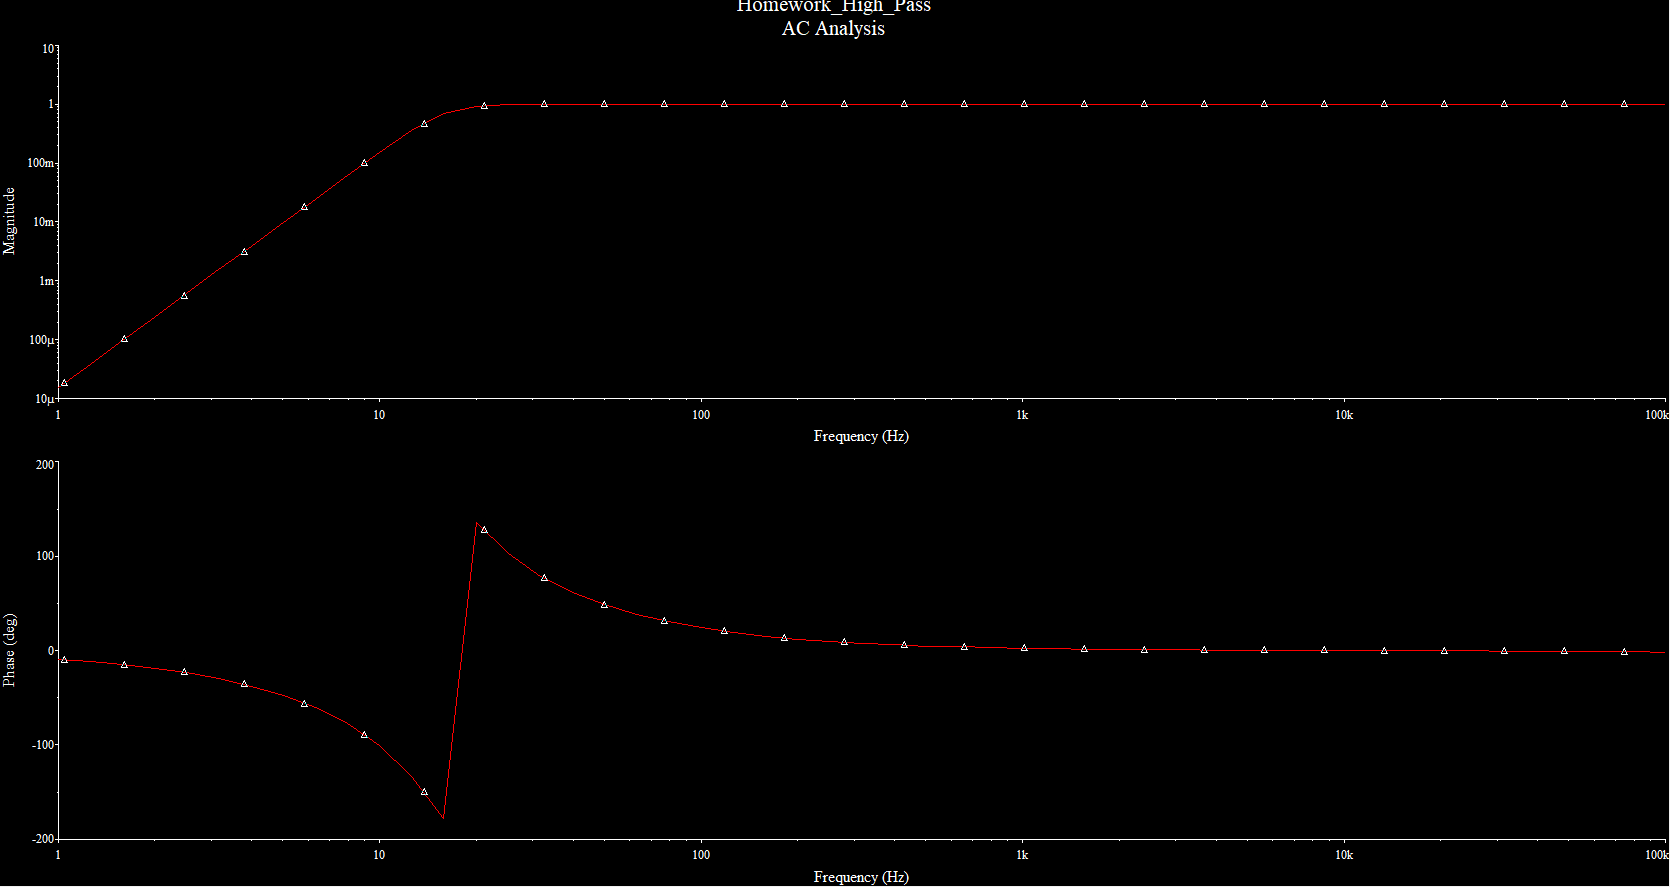 Homework_High_Pass
AC Analysis
10
1
100m
10m
1m
100µ
10µ
Magnitude
1 10 100 1k 10k 100k
Frequency (Hz)
200
100
0
-100
-200
Phase (deg)
1 10 100 1k 10k 100k
Frequency (Hz)